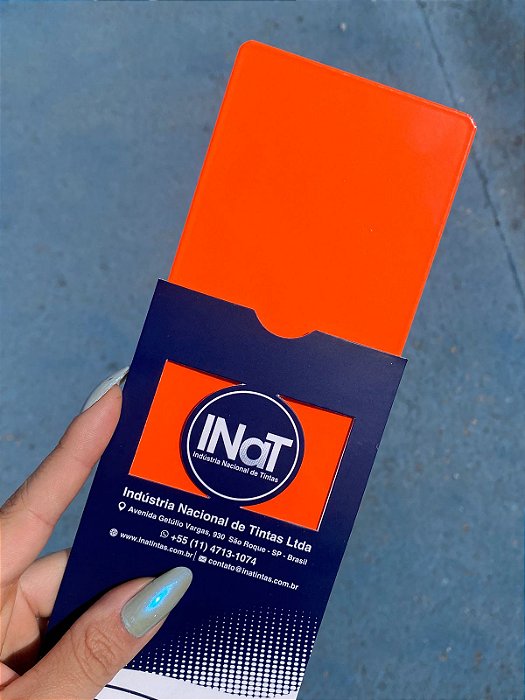 INaT
Indústria Nacional de Tintas
Indústria Nacional de Tintas Ltda
Avenida Getúlio Vargas, 930 São Roque - SP - Brasil
+55 (11) 4713-1074
www.inatintas.com.br | contato@inatintas.com.br